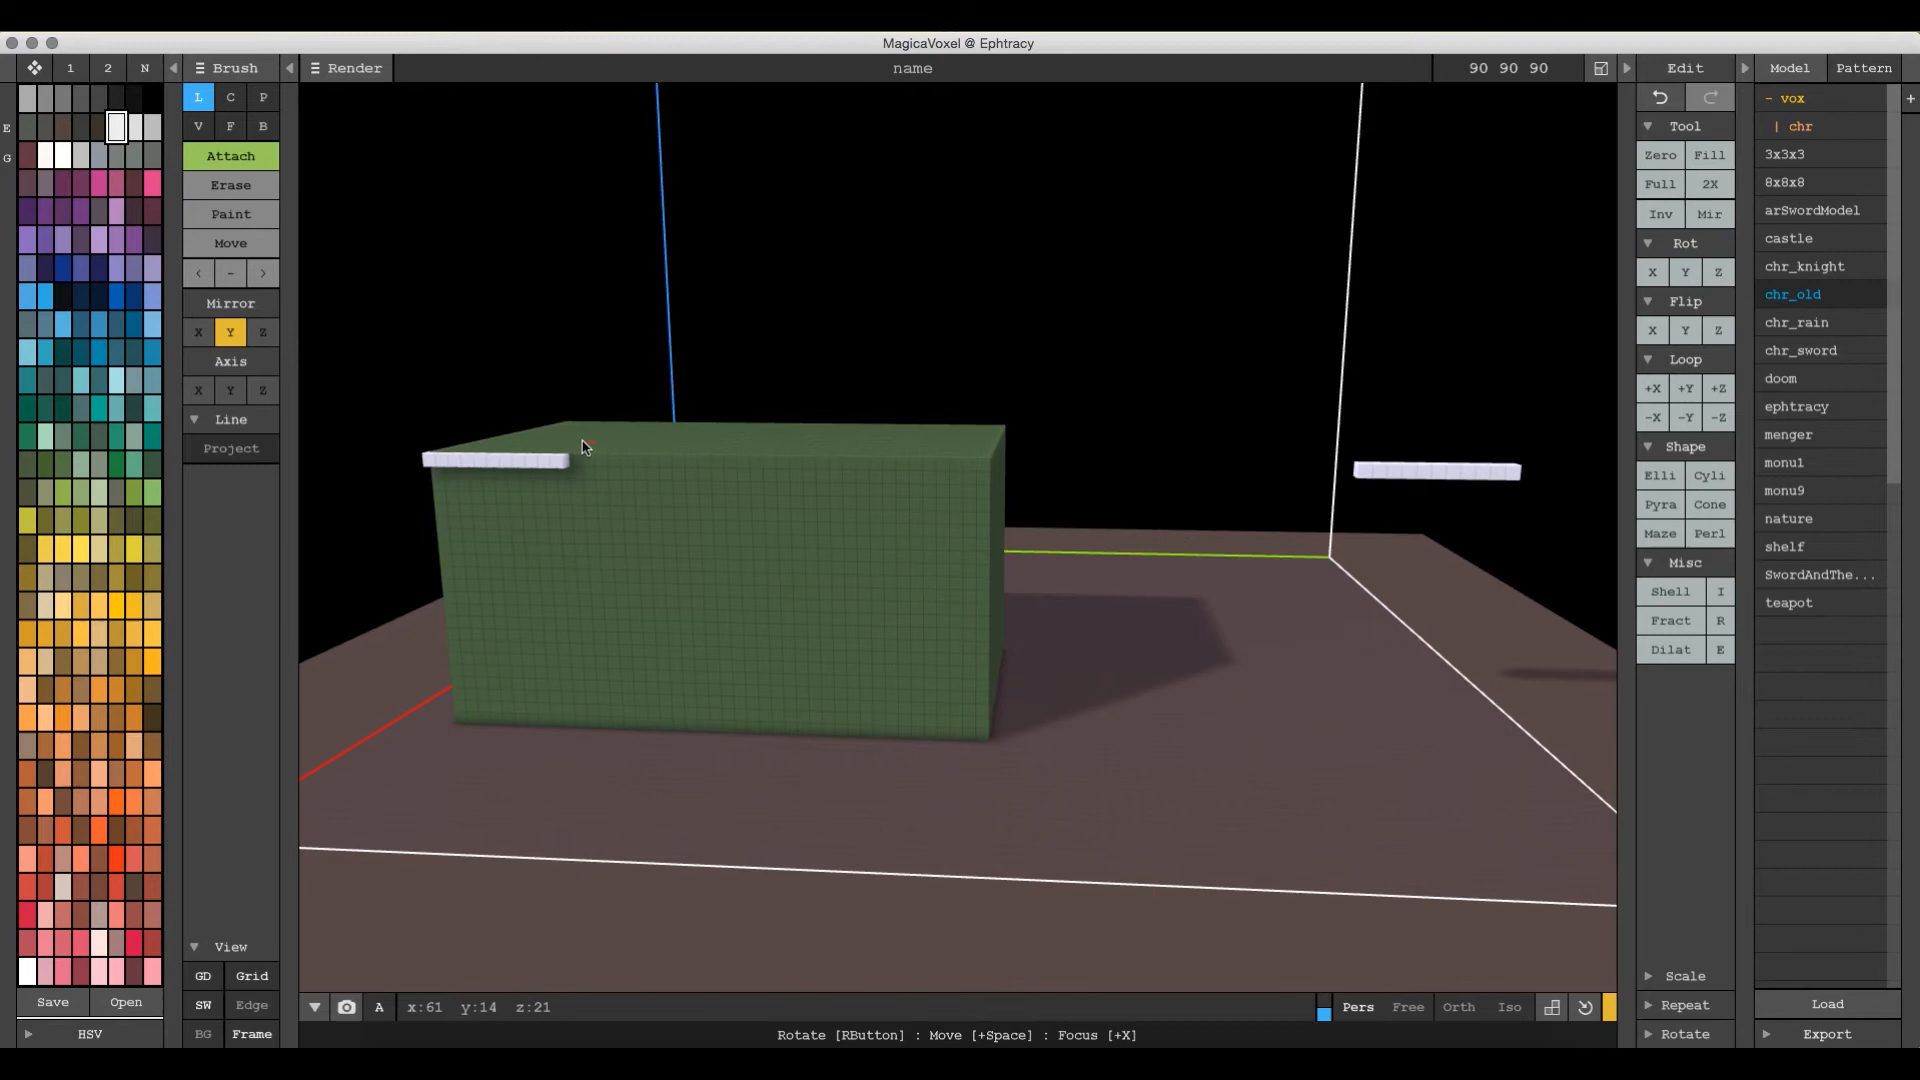 MagicaVoxel @ Ephtracy
1 2 N
Brush
Render
name
90 90 90
Edit
Model Pattern
L C P
V F B
Attach
Erase
Paint
Move
< - >
Mirror
X Y Z
Axis
X Y Z
Line
Project
E
G
View
GD Grid
SW Edge
BG Frame
Save Open
HSV
A x:61 y:14 z:21
Pers Free Orth Iso
Rotate [RButton] : Move [+Space] : Focus [+X]
Tool
Zero Fill
Full 2X
Inv Mir
Rot
X Y Z
Flip
X Y Z
Loop
+X +Y +Z
-X -Y -Z
Shape
Elli Cyli
Pyra Cone
Maze Perl
Misc
Shell I
Fract R
Dilat E
Scale
Repeat
Rotate
- vox
| chr
+
3x3x3
8x8x8
arSwordModel
castle
chr_knight
chr_old
chr_rain
chr_sword
doom
ephtracy
menger
monu1
monu9
nature
shelf
SwordAndThe...
teapot
Load
Export